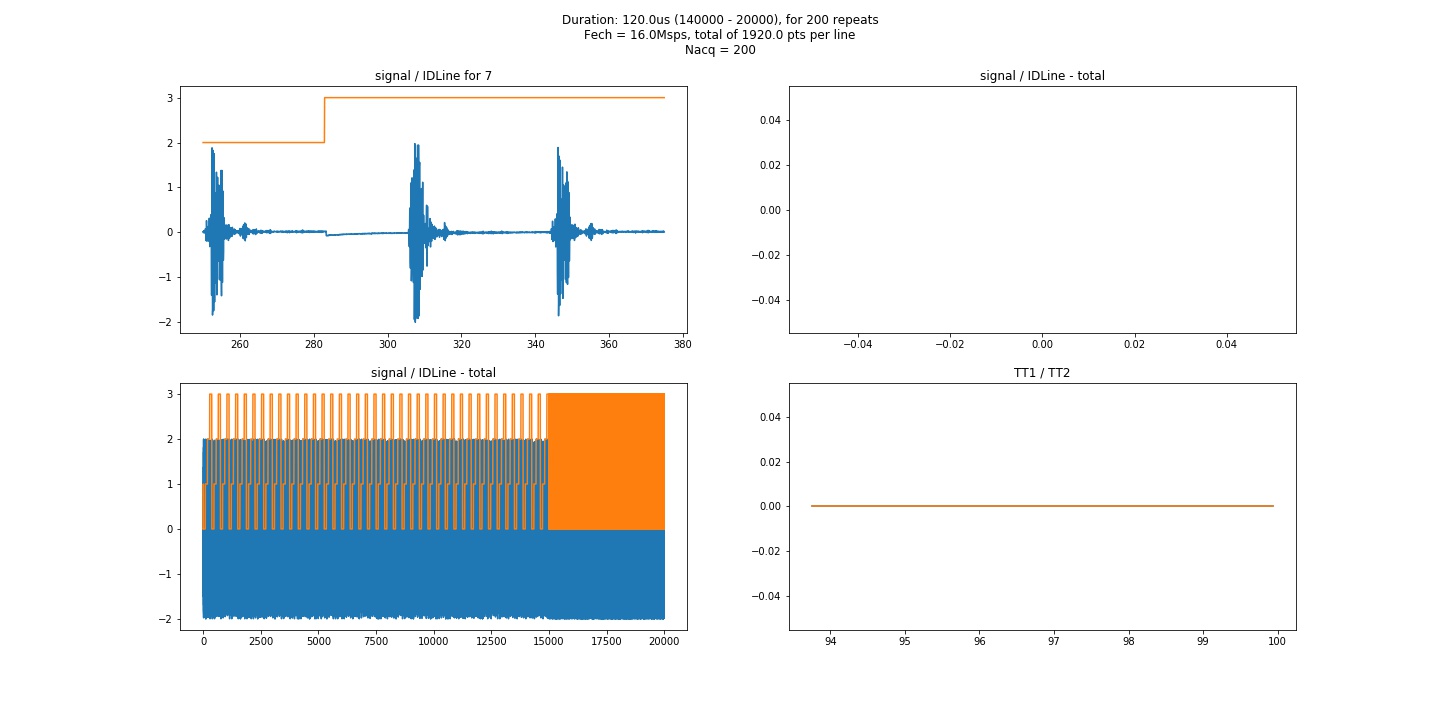 Duration: 120.0us (140000 - 20000), for 200 repeats
Fech = 16.0Msps, total of 1920.0 pts per line
Nacq = 200
signal / IDLine for 7
3
2
1
0
−1
−2
260 280 300 320 340 360 380
signal / IDLine - total
0.04
0.02
0.00
−0.02
−0.04
−0.04 −0.02 0.00 0.02 0.04
signal / IDLine - total
3
2
1
0
−1
−2
0 2500 5000 7500 10000 12500 15000 17500 20000
TT1 / TT2
0.04
0.02
0.00
−0.02
−0.04
94 95 96 97 98 99 100